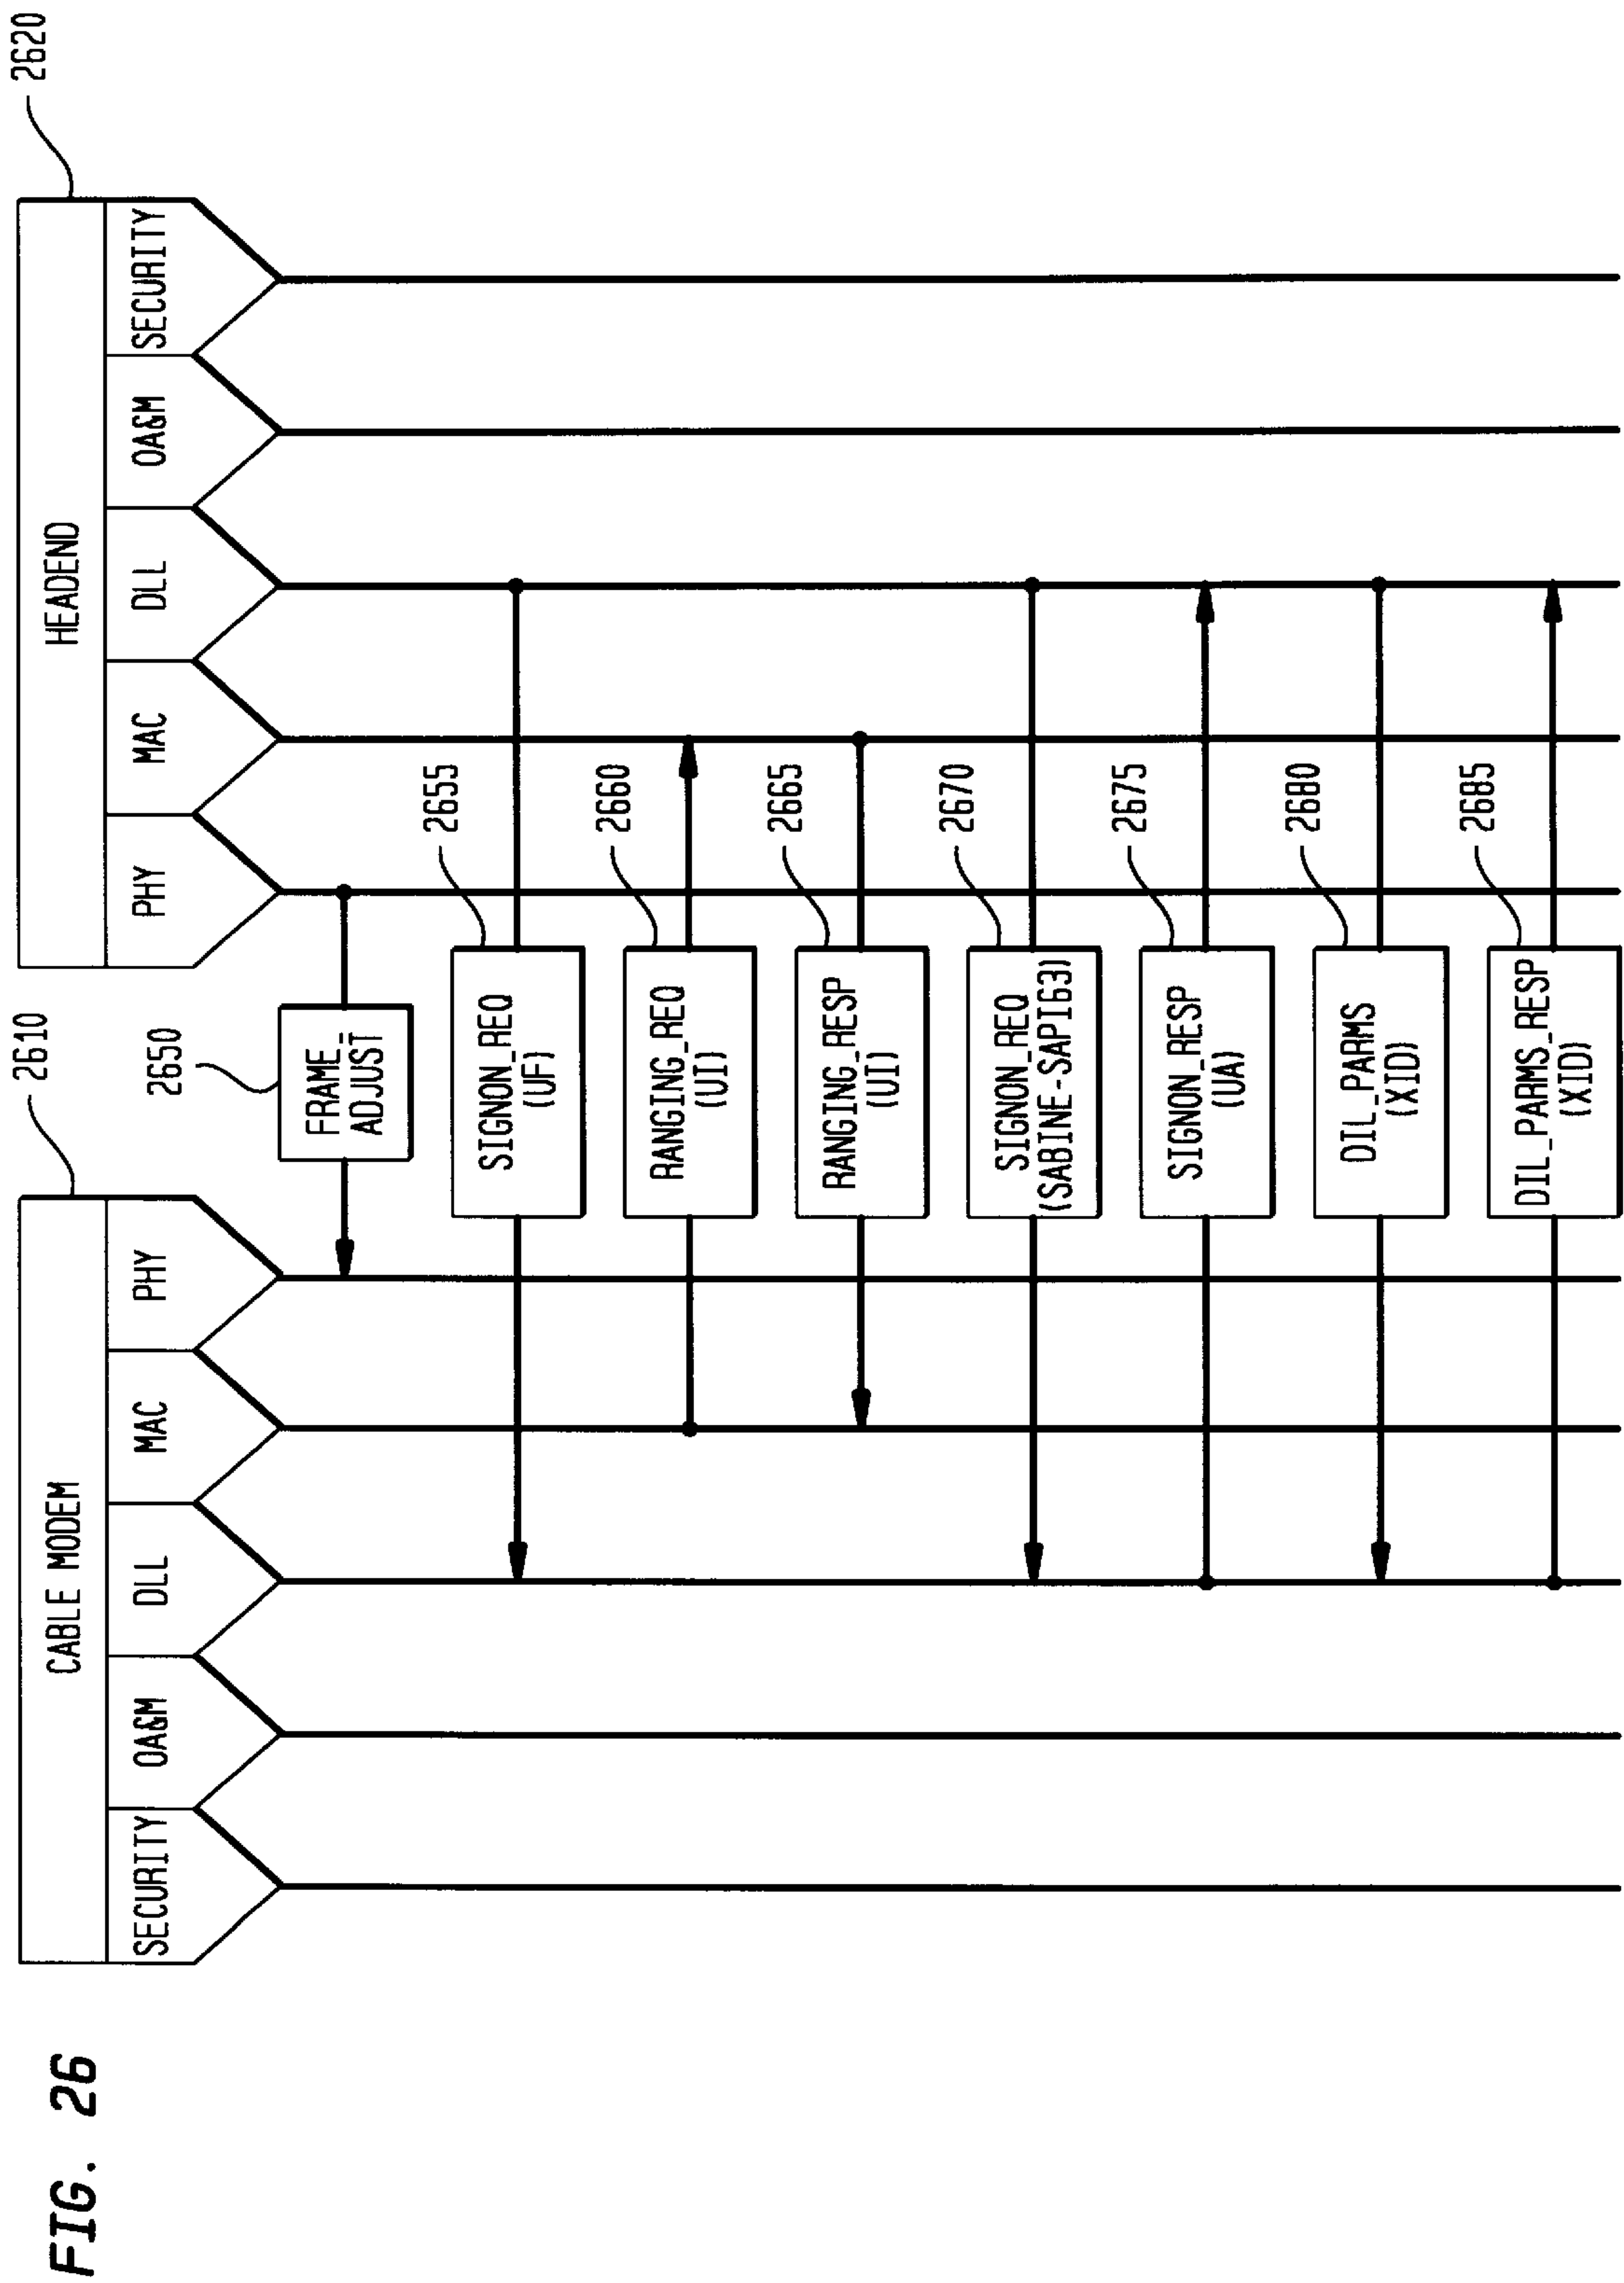 FIG. 26
2610
2620
CABLE MODEM
HEADEND
SECURITY
OA&M
DLL
MAC
PHY
PHY
MAC
DLL
OA&M
SECURITY
2650
FRAME_
ADJUST
2655
SIGNON_REQ
(UF)
2660
RANGING_REQ
(UI)
2665
RANGING_RESP
(UI)
2670
SIGNON_REQ
(SABINE-SAPI63)
2675
SIGNON_RESP
(UA)
2680
DIL_PARMS
(XID)
2685
DIL_PARMS_RESP
(XID)